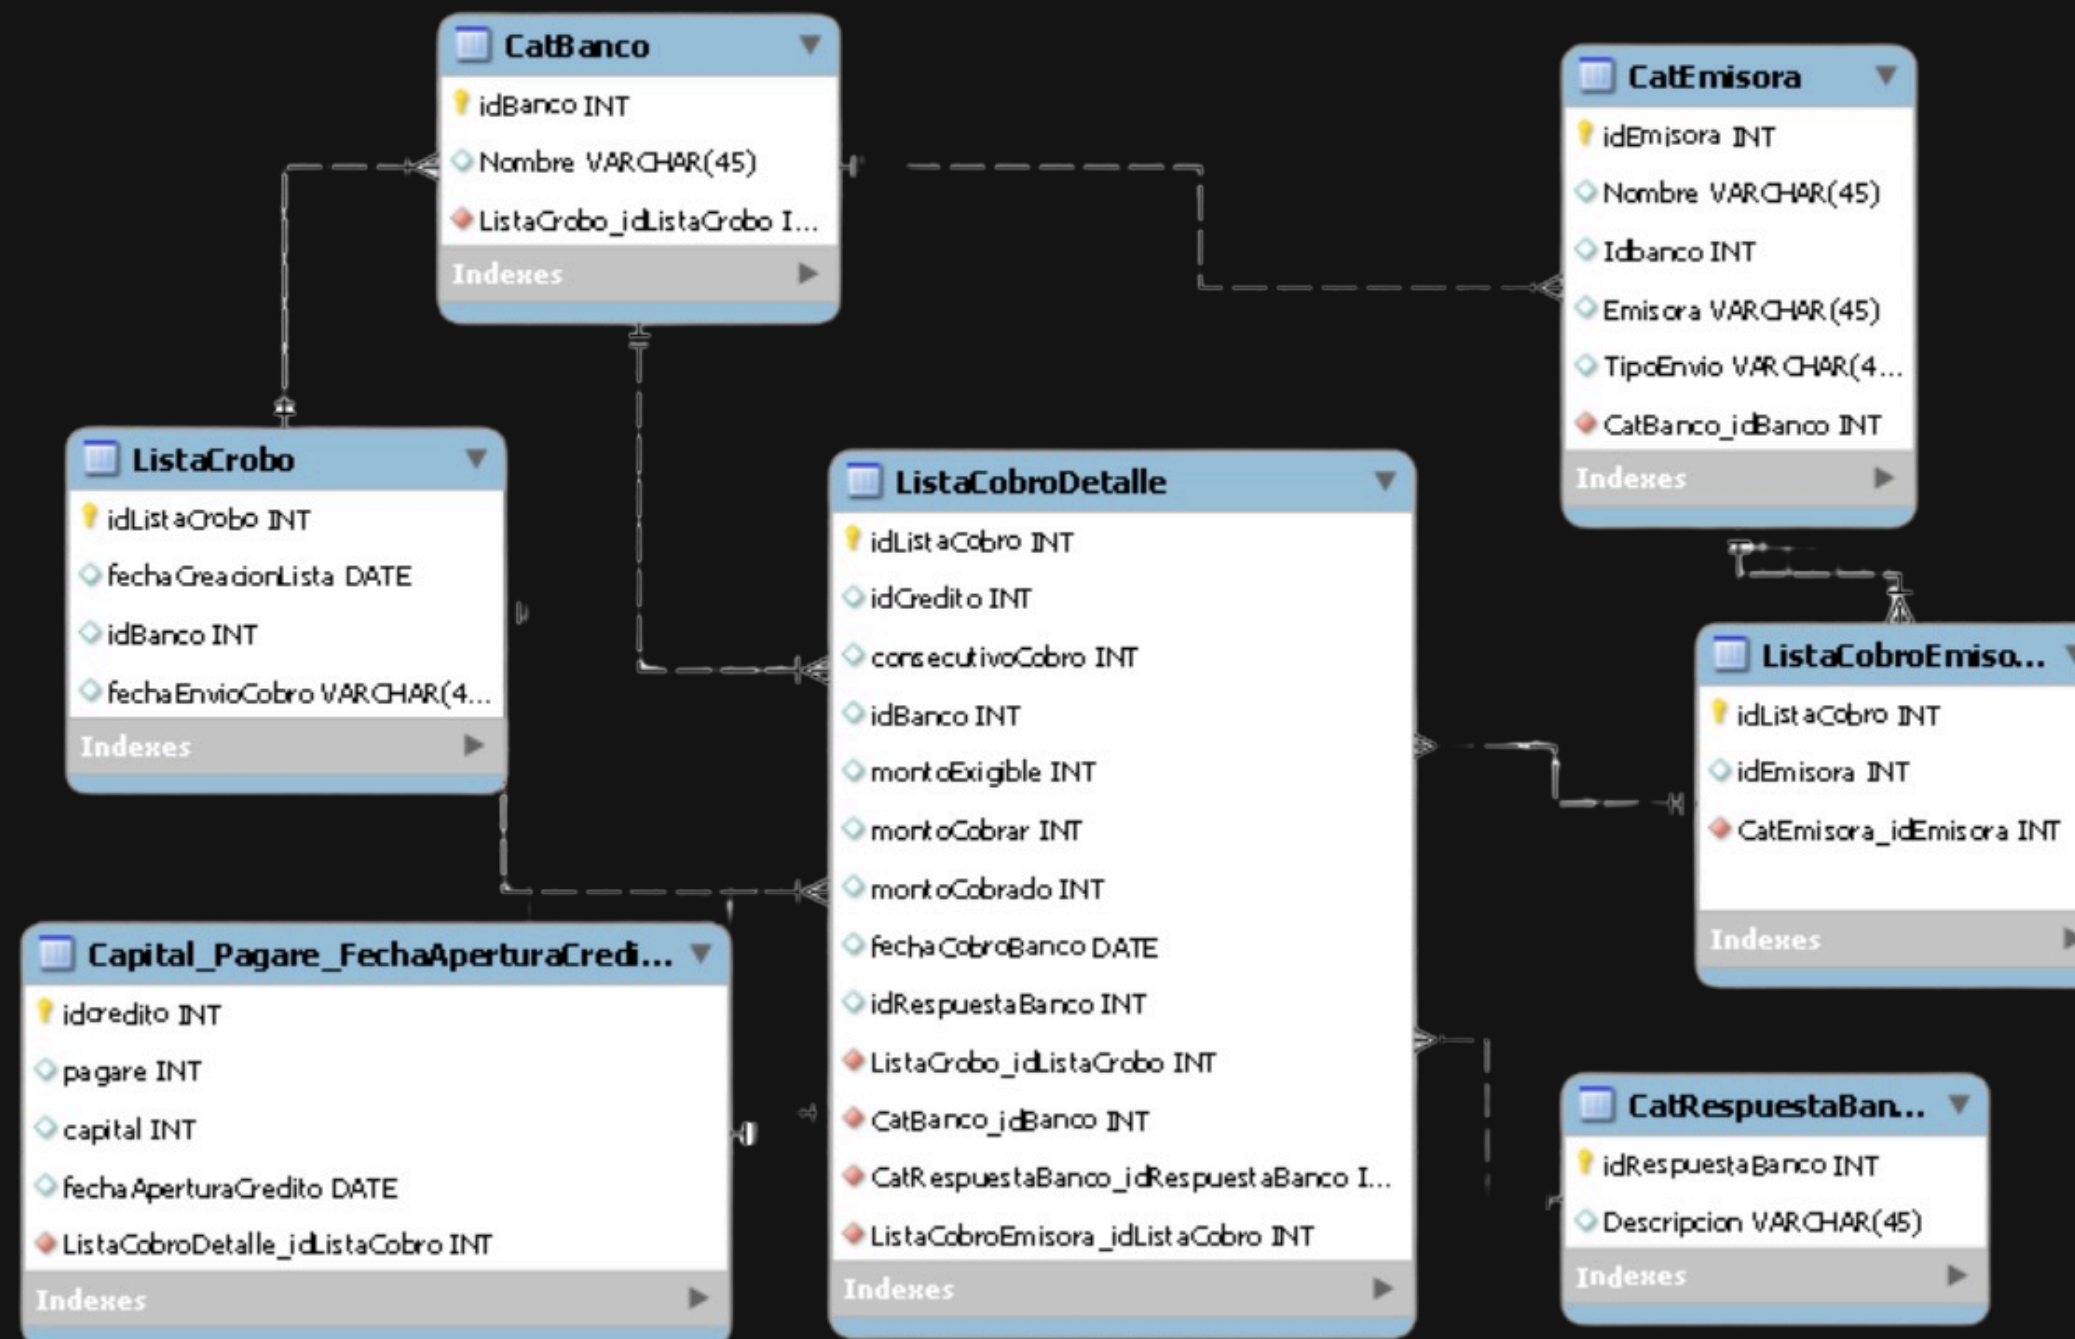 CatBanco
idBanco INT
Nombre VARCHAR(45)
ListaCrobo_idListaCrobo I...
Indexes
CatEmisora
idEmisora INT
Nombre VARCHAR(45)
Idbanco INT
Emisora VARCHAR(45)
TipoEnvio VARCHAR(4...
CatBanco_idBanco INT
Indexes
ListaCrobo
idListaCrobo INT
fechaCreacionLista DATE
idBanco INT
fechaEnvioCobro VARCHAR(4...
Indexes
ListaCobroDetalle
idListaCobro INT
idCredito INT
consecutivoCobro INT
idBanco INT
montoExigible INT
montoCobrar INT
montoCobrado INT
fechaCobroBanco DATE
idRespuestaBanco INT
ListaCrobo_idListaCrobo INT
CatBanco_idBanco INT
CatRespuestaBanco_idRespuestaBanco I...
ListaCobroEmisora_idListaCobro INT
Indexes
ListaCobroEmiso...
idListaCobro INT
idEmisora INT
CatEmisora_idEmisora INT
Indexes
Capital_Pagare_FechaAperturaCredi...
idcredito INT
pagare INT
capital INT
fechaAperturaCredito DATE
ListaCobroDetalle_idListaCobro INT
Indexes
CatRespuestaBan...
idRespuestaBanco INT
Descripcion VARCHAR(45)
Indexes